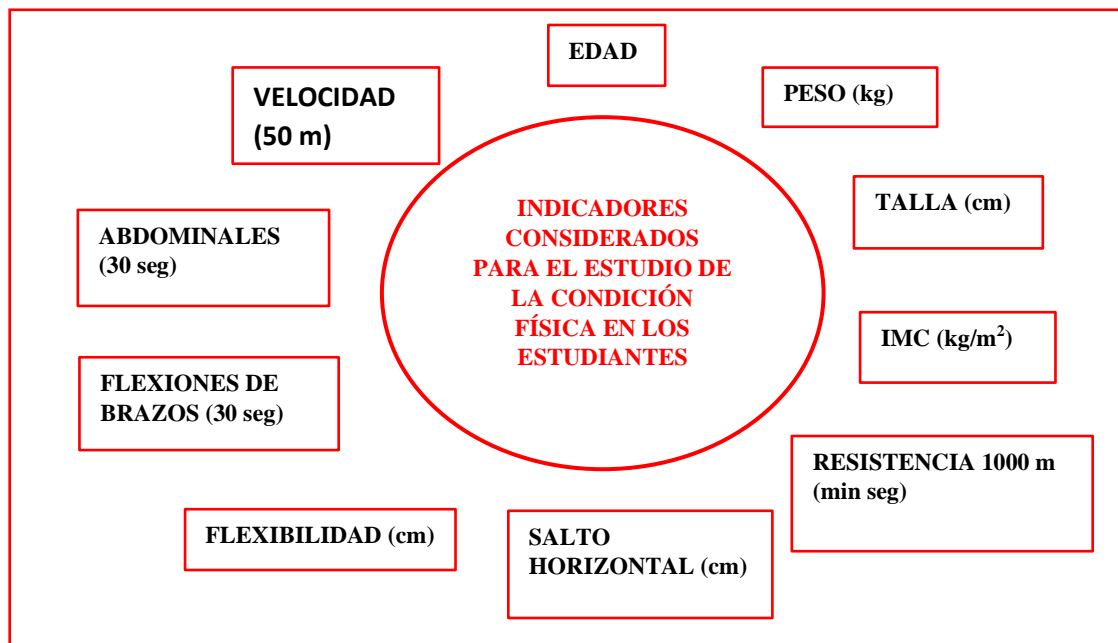 EDAD
PESO (kg)
TALLA (cm)
IMC (kg/m²)
RESISTENCIA 1000 m
(min seg)
SALTO
HORIZONTAL (cm)
FLEXIBILIDAD (cm)
FLEXIONES DE
BRAZOS (30 seg)
ABDOMINALES
(30 seg)
VELOCIDAD
(50 m)
INDICADORES
CONSIDERADOS
PARA EL ESTUDIO DE
LA CONDICIÓN
FÍSICA EN LOS
ESTUDIANTES